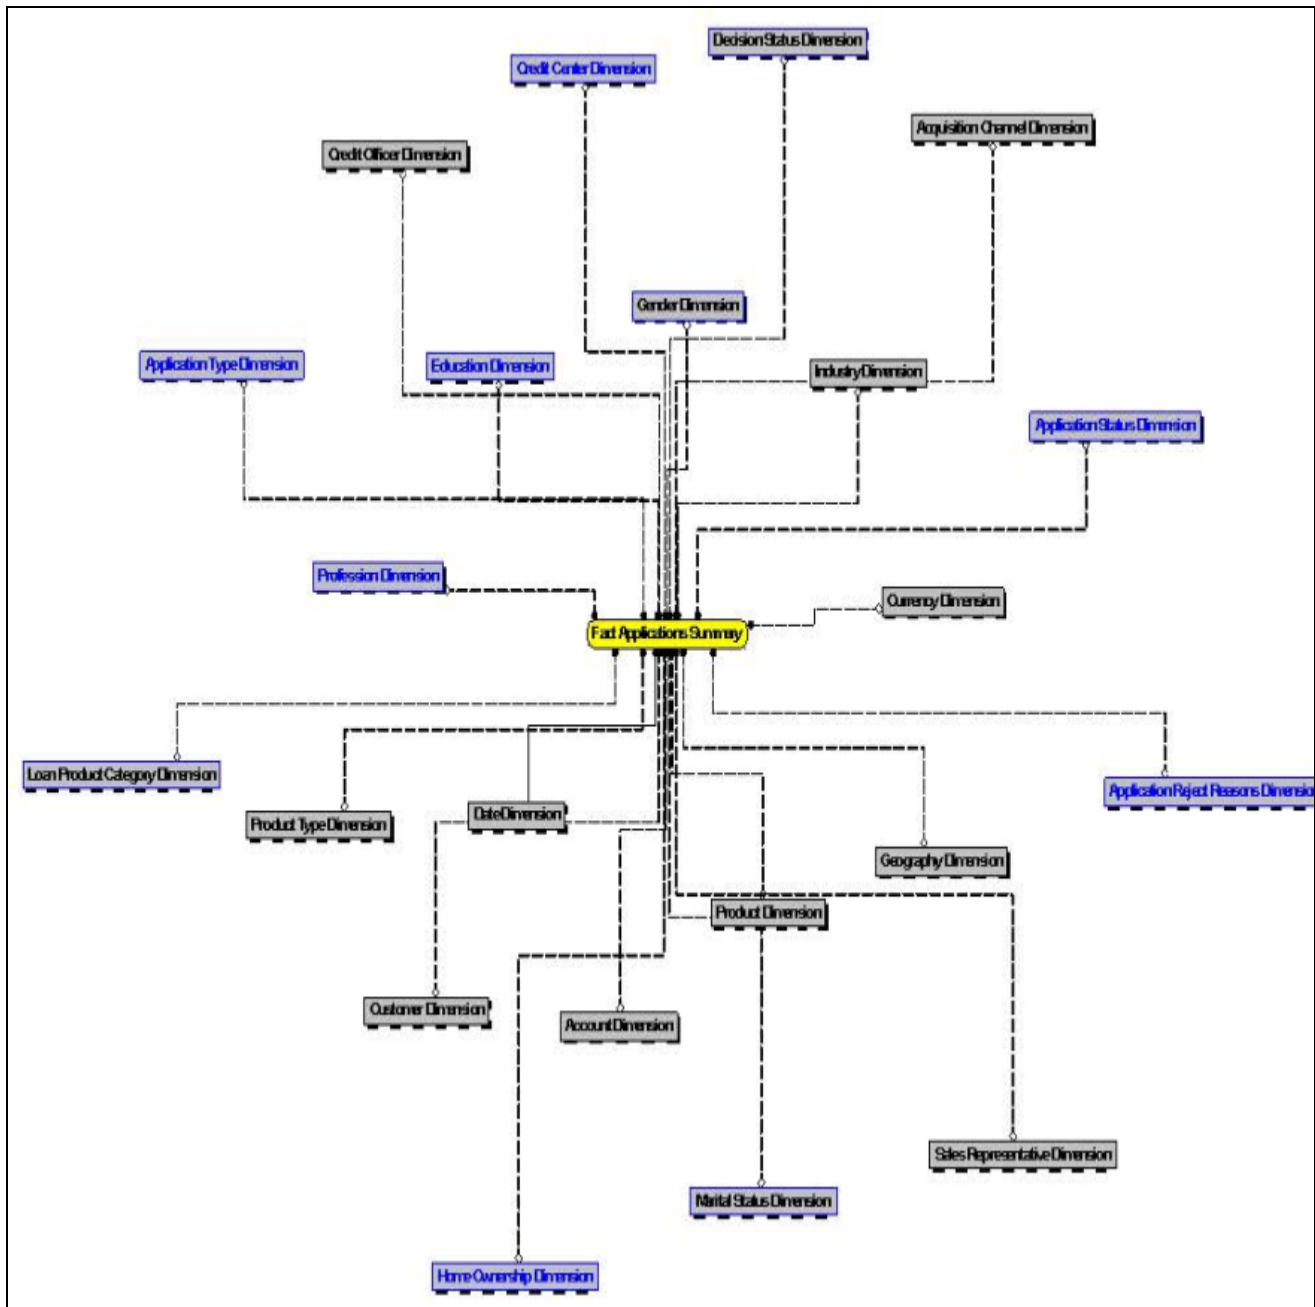 Decision Status Dimension
Credit Center Dimension
Acquisition Channel Dimension
Credit Officer Dimension
Gender Dimension
Application Type Dimension
Education Dimension
Industry Dimension
Application Status Dimension
Profession Dimension
Currency Dimension
Fact Applications Summary
Loan Product Category Dimension
Application Reject Reasons Dimension
Product Type Dimension
Date Dimension
Geography Dimension
Product Dimension
Customer Dimension
Account Dimension
Sales Representative Dimension
Marital Status Dimension
Home Ownership Dimension